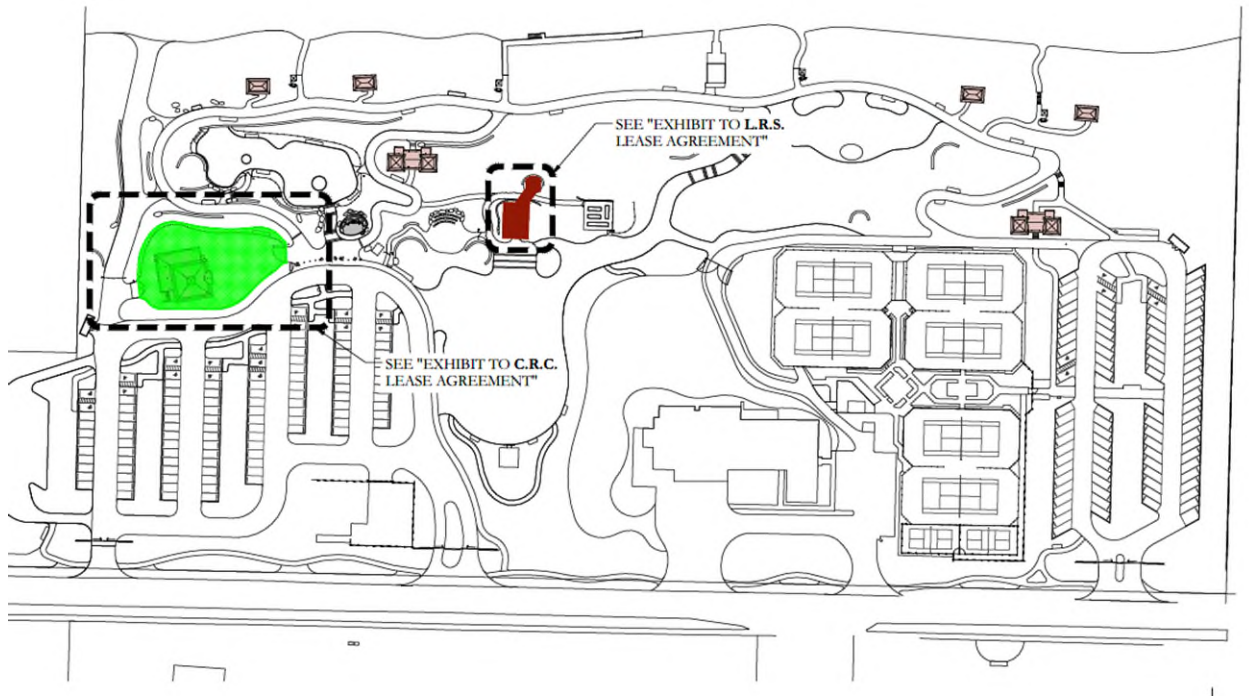 SEE "EXHIBIT TO L.R.S.
LEASE AGREEMENT"
SEE "EXHIBIT TO C.R.C.
LEASE AGREEMENT"